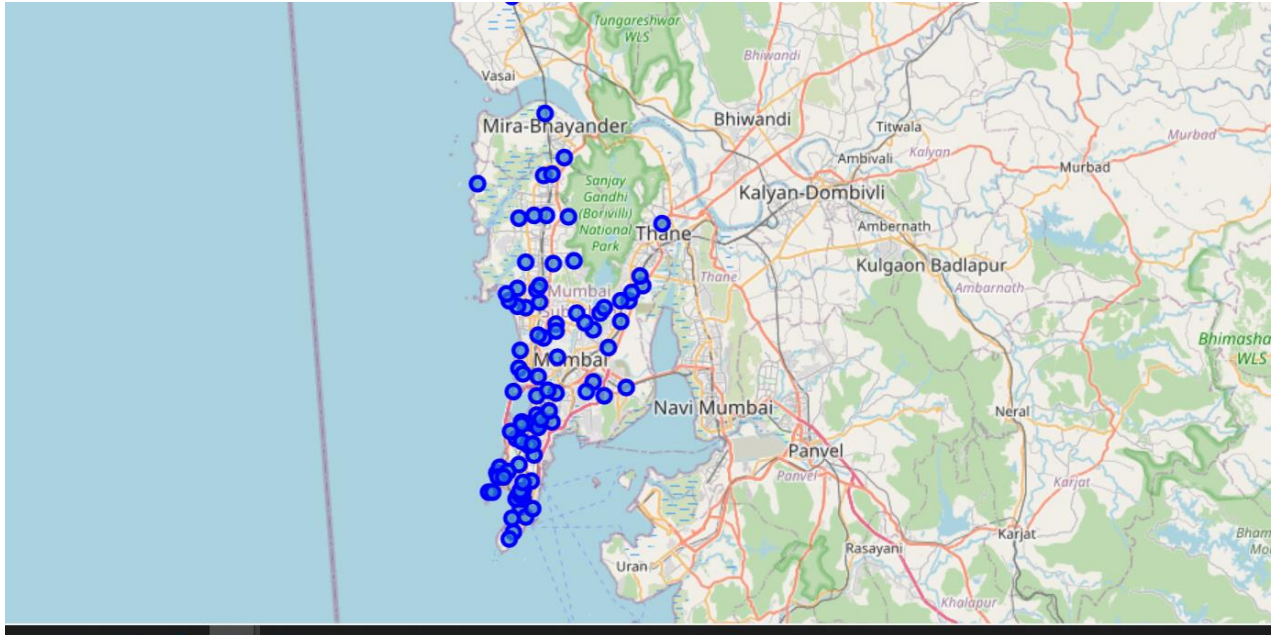 Tungareshwar
WLS
Bhiwandi
Vasai
Mira-Bhayander
Bhiwandi
Titwala
Murbad
Ambivali
Kalyan
Murbad
Sanjay
Gandhi
(Borivili)
National
Park
Kalyan-Dombivli
Thane
Ambernath
Kulgaon Badlapur
Thane
Ambarnath
Mumbai
Bhimasha
WLS
Mumbai
Navi Mumbai
Neral
Panvel
Panvel
Karjat
Karjat
Bham
Rasayani
Uran
Khalapur